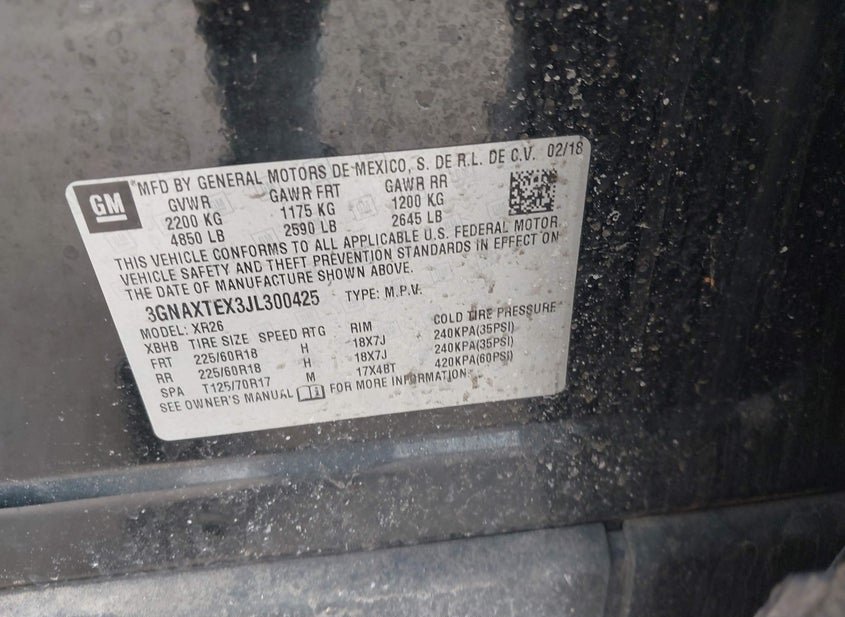 GM
MFD BY GENERAL MOTORS DE MEXICO, S. DE R.L. DE C.V. 02/18
GVWR GAWR FRT GAWR RR
2200 KG 1175 KG 1200 KG
4850 LB 2590 LB 2645 LB
THIS VEHICLE CONFORMS TO ALL APPLICABLE U.S. FEDERAL MOTOR
VEHICLE SAFETY AND THEFT PREVENTION STANDARDS IN EFFECT ON
THE DATE OF MANUFACTURE SHOWN ABOVE.
3GNAXTEX3JL300425 TYPE: M.P.V.
MODEL: XR26
XBHB TIRE SIZE SPEED RTG RIM COLD TIRE PRESSURE
FRT 225/60R18 H 18X7J 240KPA(35PSI)
RR 225/60R18 H 18X7J 240KPA(35PSI)
SPA T125/70R17 M 17X4BT 420KPA(60PSI)
SEE OWNER'S MANUAL FOR MORE INFORMATION.